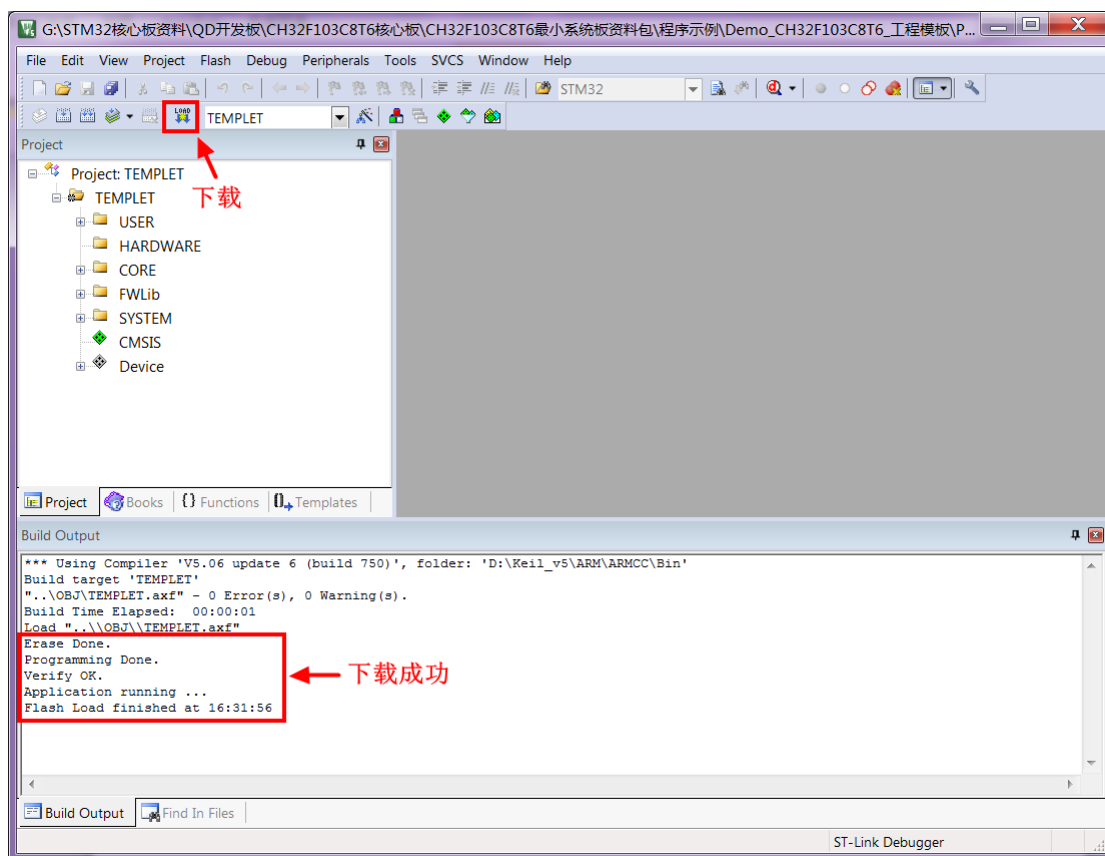 G:\STM32核心板资料\QD开发板\CH32F103C8T6核心板\CH32F103C8T6最小系统板资料包\程序示例\Demo_CH32F103C8T6_工程模板\P...
File Edit View Project Flash Debug Peripherals Tools SVCS Window Help
STM32
LOAD TEMPLET
Project
下载
Project: TEMPLET
TEMPLET
USER
HARDWARE
CORE
FWLib
SYSTEM
CMSIS
Device
Project Books {} Functions Templates
Build Output
*** Using Compiler 'V5.06 update 6 (build 750)', folder: 'D:\Keil_v5\ARM\ARMCC\Bin'
Build target 'TEMPLET'
"..\OBJ\TEMPLET.axf" - 0 Error(s), 0 Warning(s).
Build Time Elapsed:  00:00:01
Load "..\\OBJ\\TEMPLET.axf"
Erase Done.
Programming Done.
Verify OK.
下载成功
Application running ...
Flash Load finished at 16:31:56
Build Output Find In Files
ST-Link Debugger